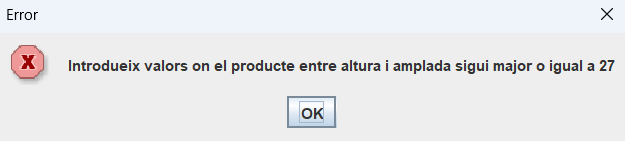 Error
X
Introdueix valors on el producte entre altura i amplada sigui major o igual a 27
OK